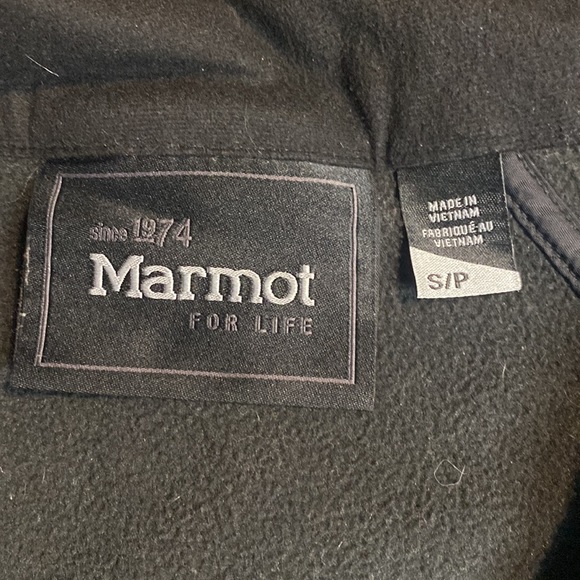 since 1974
Marmot
FOR LIFE
MADE IN
VIETNAM
FABRIQUÉ AU
VIETNAM
S/P